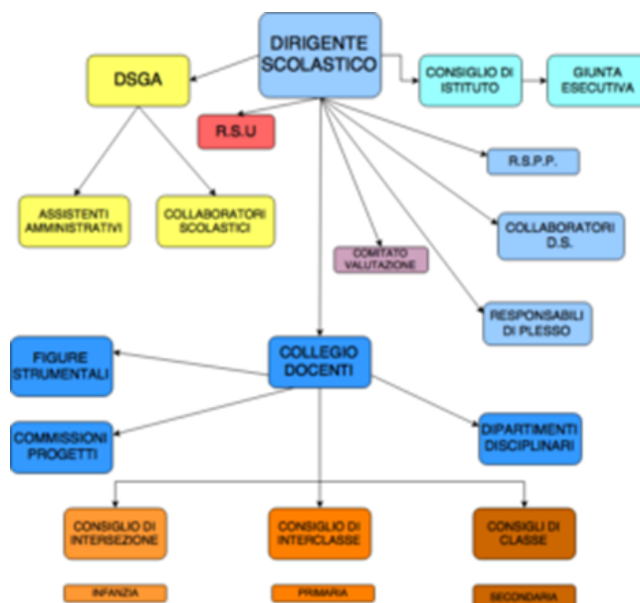 DIRIGENTE
SCOLASTICO
DSGA
CONSIGLIO DI
ISTITUTO
GIUNTA
ESECUTIVA
R.S.U
R.S.P.P.
ASSISTENTI
AMMINISTRATIVI
COLLABORATORI
SCOLASTICI
COLLABORATORI
D.S.
COMITATO
VALUTAZIONE
RESPONSABILI
DI PLESSO
FIGURE
STRUMENTALI
COLLEGIO
DOCENTI
COMMISSIONI
PROGETTI
DIPARTIMENTI
DISCIPLINARI
CONSIGLIO DI
INTERSEZIONE
CONSIGLIO DI
INTERCLASSE
CONSIGLI DI
CLASSE
INFANZIA
PRIMARIA
SECONDARIA